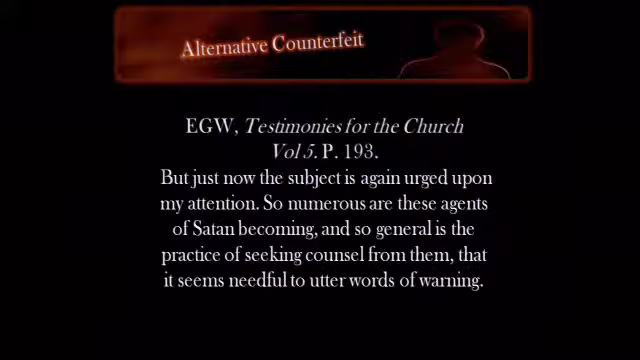 Alternative Counterfeit
EGW, Testimonies for the Church
Vol 5. P. 193.
But just now the subject is again urged upon
my attention. So numerous are these agents
of Satan becoming, and so general is the
practice of seeking counsel from them, that
it seems needful to utter words of warning.